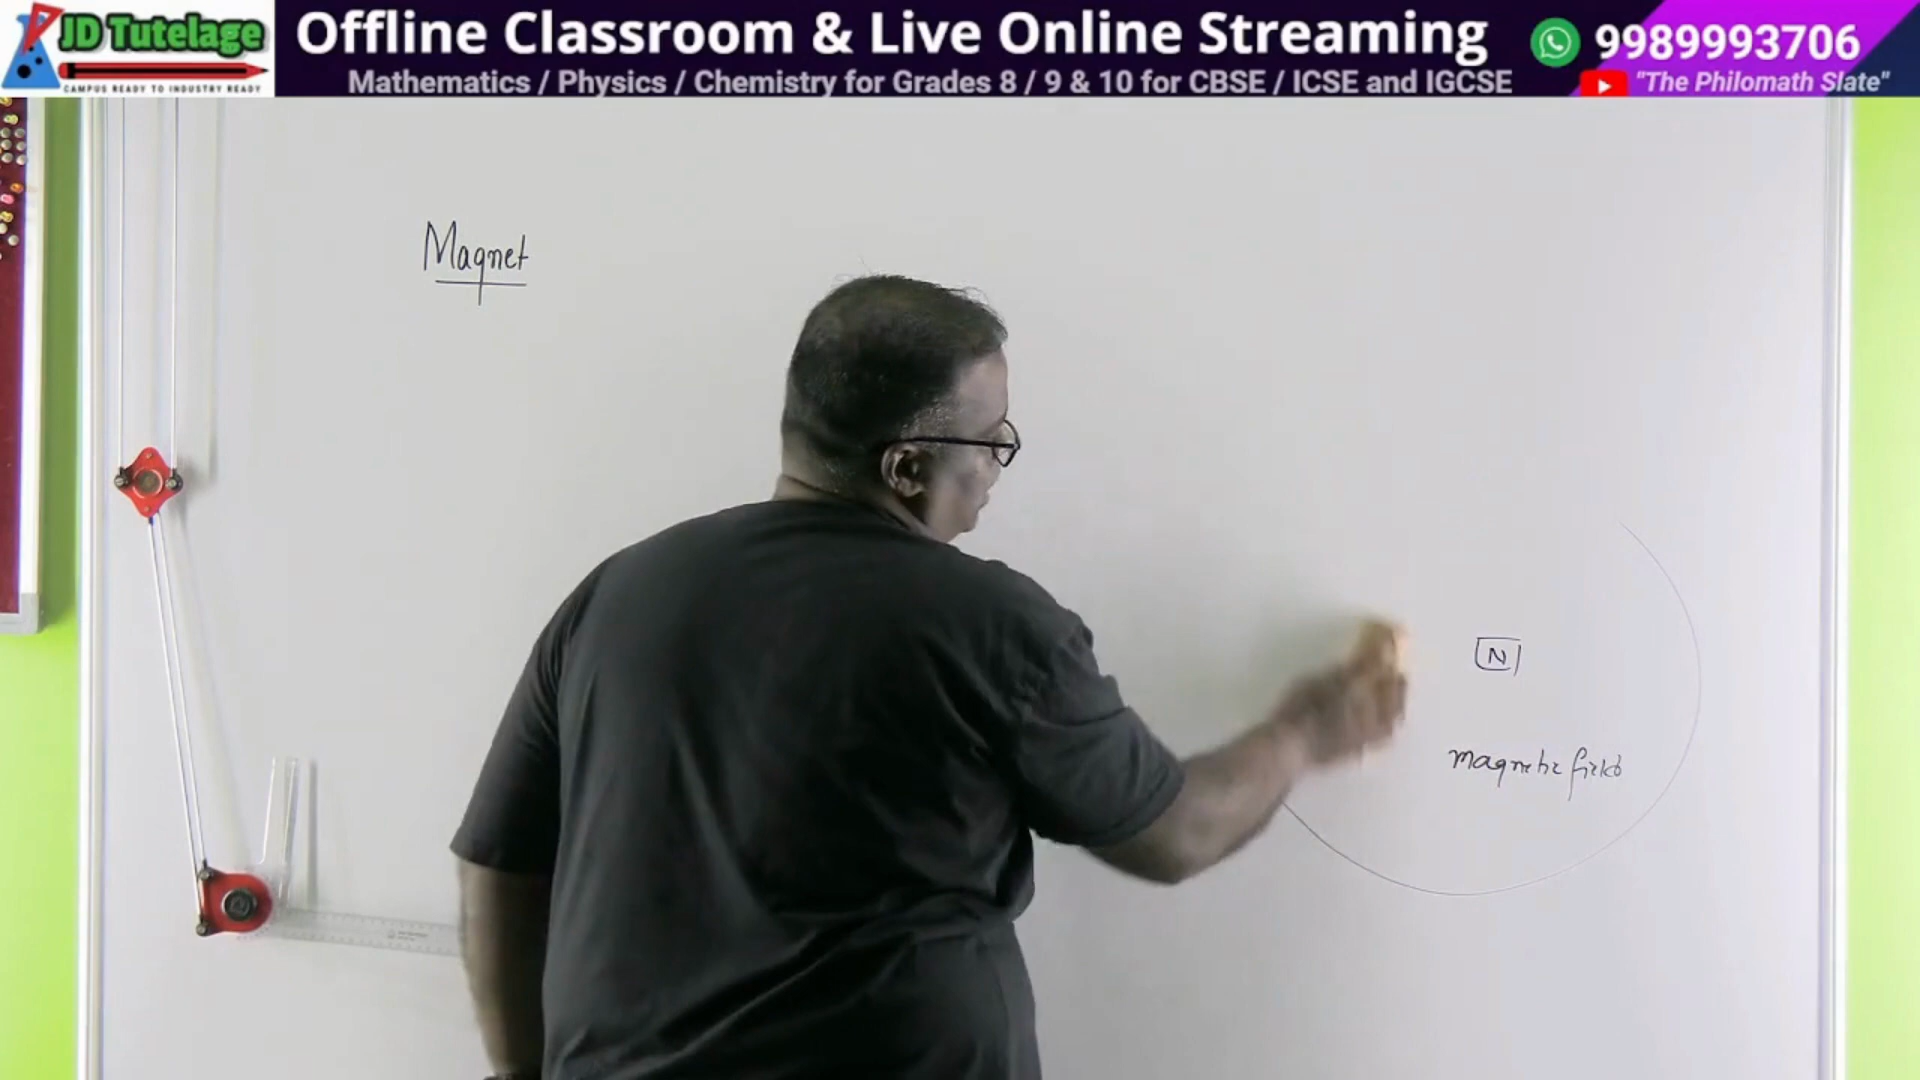 JD Tutelage
CAMPUS READY TO INDUSTRY READY
Offline Classroom & Live Online Streaming
Mathematics / Physics / Chemistry for Grades 8 / 9 & 10 for CBSE / ICSE and IGCSE
9989993706
"The Philomath Slate"
Magnet
N
magnetic field